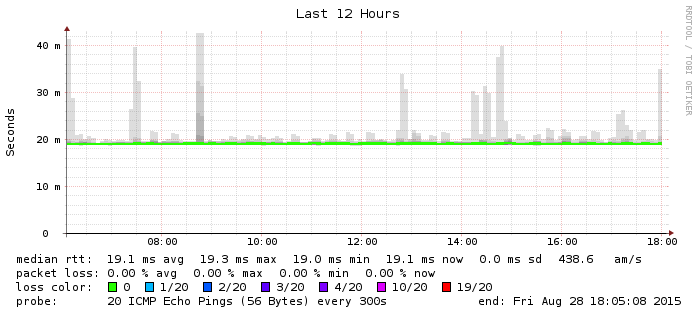 Last 12 Hours
RRDTOOL / TOBI OETIKER
Seconds
40 m
30 m
20 m
10 m
0
08:00 10:00 12:00 14:00 16:00 18:00
median rtt: 19.1 ms avg 19.3 ms max 19.0 ms min 19.1 ms now 0.0 ms sd 438.6 am/s
packet loss: 0.00 % avg 0.00 % max 0.00 % min 0.00 % now
loss color: 0 1/20 2/20 3/20 4/20 10/20 19/20
probe: 20 ICMP Echo Pings (56 Bytes) every 300s end: Fri Aug 28 18:05:08 2015